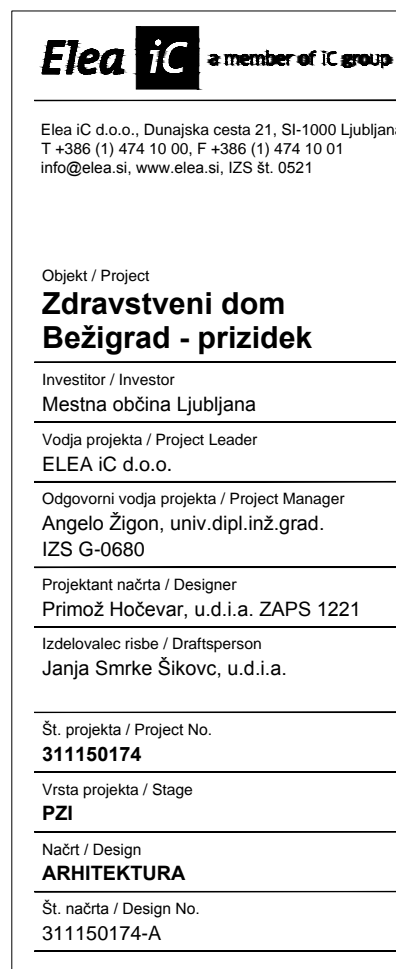 Elea iC a member of iC group
Elea iC d.o.o., Dunajska cesta 21, SI-1000 Ljubljana
T +386 (1) 474 10 00, F +386 (1) 474 10 01
info@elea.si, www.elea.si, IZS št. 0521
Objekt / Project
Zdravstveni dom
Bežigrad - prizidek
Investitor / Investor
Mestna občina Ljubljana
Vodja projekta / Project Leader
ELEA iC d.o.o.
Odgovorni vodja projekta / Project Manager
Angelo Žigon, univ.dipl.inž.grad.
IZS G-0680
Projektant načrta / Designer
Primož Hočevar, u.d.i.a. ZAPS 1221
Izdelovalec risbe / Draftsperson
Janja Smrke Šikovc, u.d.i.a.
Št. projekta / Project No.
311150174
Vrsta projekta / Stage
PZI
Načrt / Design
ARHITEKTURA
Št. načrta / Design No.
311150174-A